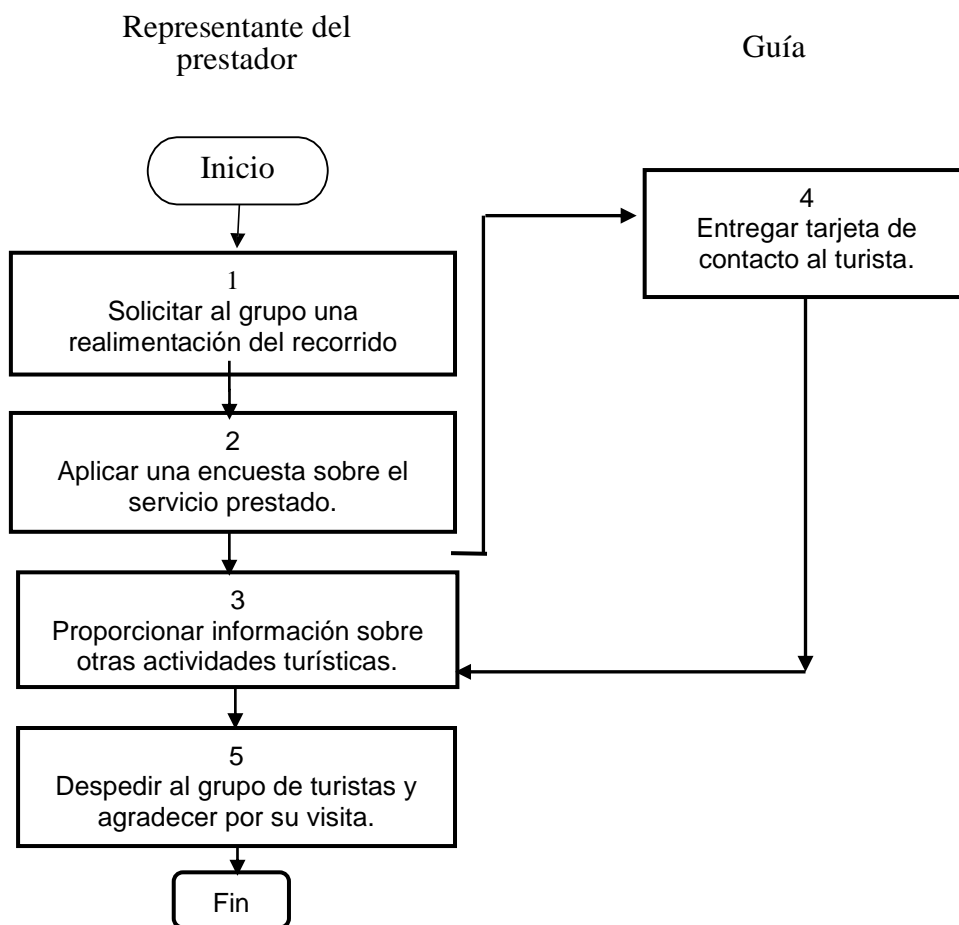 Representante del
prestador
Guía
Inicio
1
Solicitar al grupo una
realimentación del recorrido
2
Aplicar una encuesta sobre el
servicio prestado.
3
Proporcionar información sobre
otras actividades turísticas.
4
Entregar tarjeta de
contacto al turista.
5
Despedir al grupo de turistas y
agradecer por su visita.
Fin